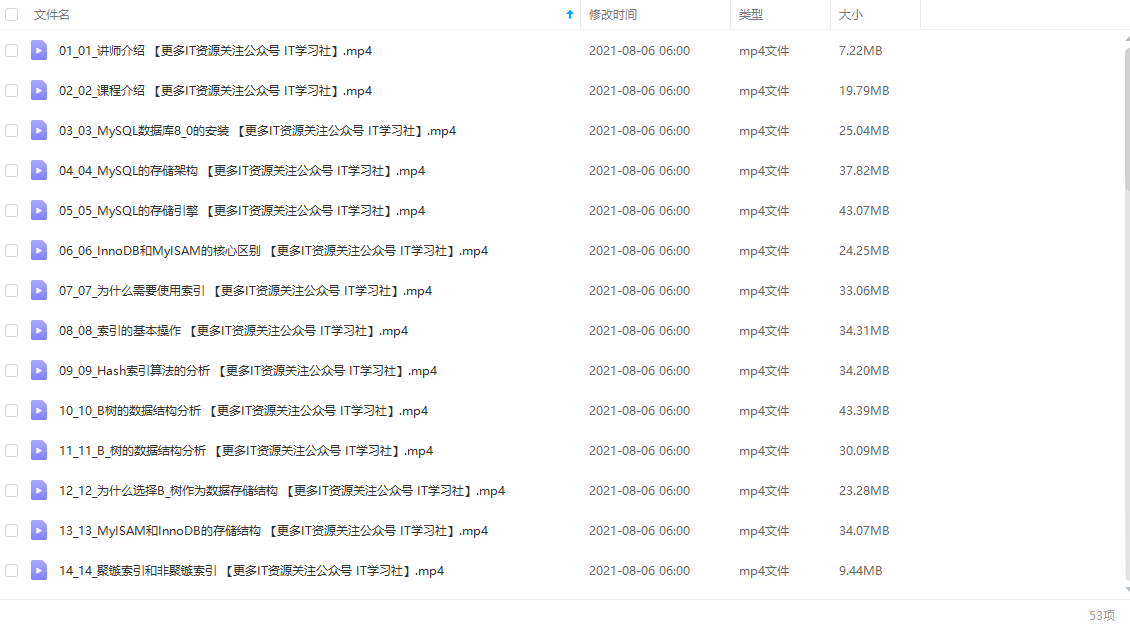 文件名 修改时间 类型 大小
01_01_讲师介绍 【更多IT资源关注公众号 IT学习社】.mp4 2021-08-06 06:00 mp4文件 7.22MB
02_02_课程介绍 【更多IT资源关注公众号 IT学习社】.mp4 2021-08-06 06:00 mp4文件 19.79MB
03_03_MySQL数据库8_0的安装 【更多IT资源关注公众号 IT学习社】.mp4 2021-08-06 06:00 mp4文件 25.04MB
04_04_MySQL的存储架构 【更多IT资源关注公众号 IT学习社】.mp4 2021-08-06 06:00 mp4文件 37.82MB
05_05_MySQL的存储引擎 【更多IT资源关注公众号 IT学习社】.mp4 2021-08-06 06:00 mp4文件 43.07MB
06_06_InnoDB和MyISAM的核心区别 【更多IT资源关注公众号 IT学习社】.mp4 2021-08-06 06:00 mp4文件 24.25MB
07_07_为什么需要使用索引 【更多IT资源关注公众号 IT学习社】.mp4 2021-08-06 06:00 mp4文件 33.06MB
08_08_索引的基本操作 【更多IT资源关注公众号 IT学习社】.mp4 2021-08-06 06:00 mp4文件 34.31MB
09_09_Hash索引算法的分析 【更多IT资源关注公众号 IT学习社】.mp4 2021-08-06 06:00 mp4文件 34.20MB
10_10_B树的数据结构分析 【更多IT资源关注公众号 IT学习社】.mp4 2021-08-06 06:00 mp4文件 43.39MB
11_11_B_树的数据结构分析 【更多IT资源关注公众号 IT学习社】.mp4 2021-08-06 06:00 mp4文件 30.09MB
12_12_为什么选择B_树作为数据存储结构 【更多IT资源关注公众号 IT学习社】.mp4 2021-08-06 06:00 mp4文件 23.28MB
13_13_MyISAM和InnoDB的存储结构 【更多IT资源关注公众号 IT学习社】.mp4 2021-08-06 06:00 mp4文件 34.07MB
14_14_聚镞索引和非聚镞索引 【更多IT资源关注公众号 IT学习社】.mp4 2021-08-06 06:00 mp4文件 9.44MB
53项